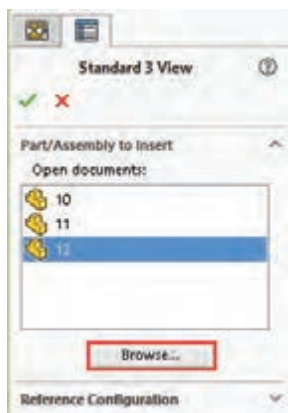 Standard 3 View
Part/Assembly to Insert
Open documents:
10
11
12
Browse...
Reference Configuration